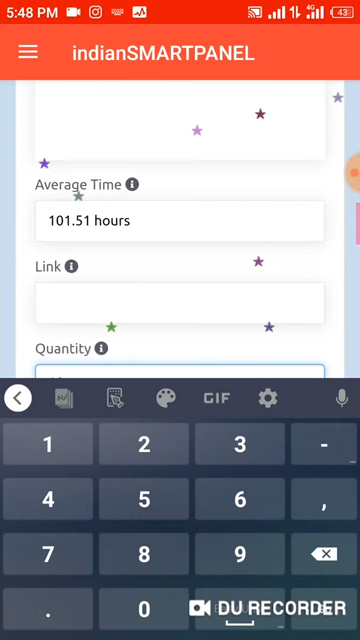 5:48 PM
4G
43
indianSMARTPANEL
Average Time
101.51 hours
Link
Quantity
GIF
1 2 3 -
4 5 6 ,
7 8 9
. 0
DU RECORDER